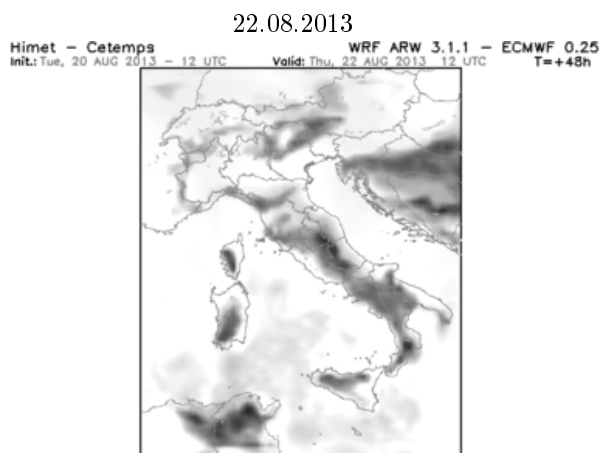 22.08.2013
Himet – Cetemps WRF ARW 3.1.1 – ECMWF 0.25
Init.: Tue, 20 AUG 2013 – 12 UTC Valid: Thu, 22 AUG 2013 12 UTC T=+48h